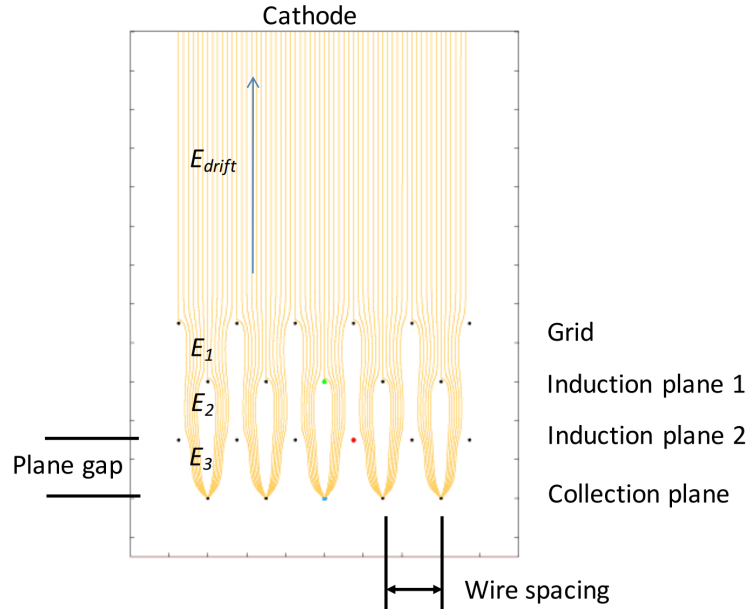 Cathode
E_drift
E_1
Grid
E_2
Induction plane 1
Induction plane 2
E_3
Plane gap
Collection plane
Wire spacing